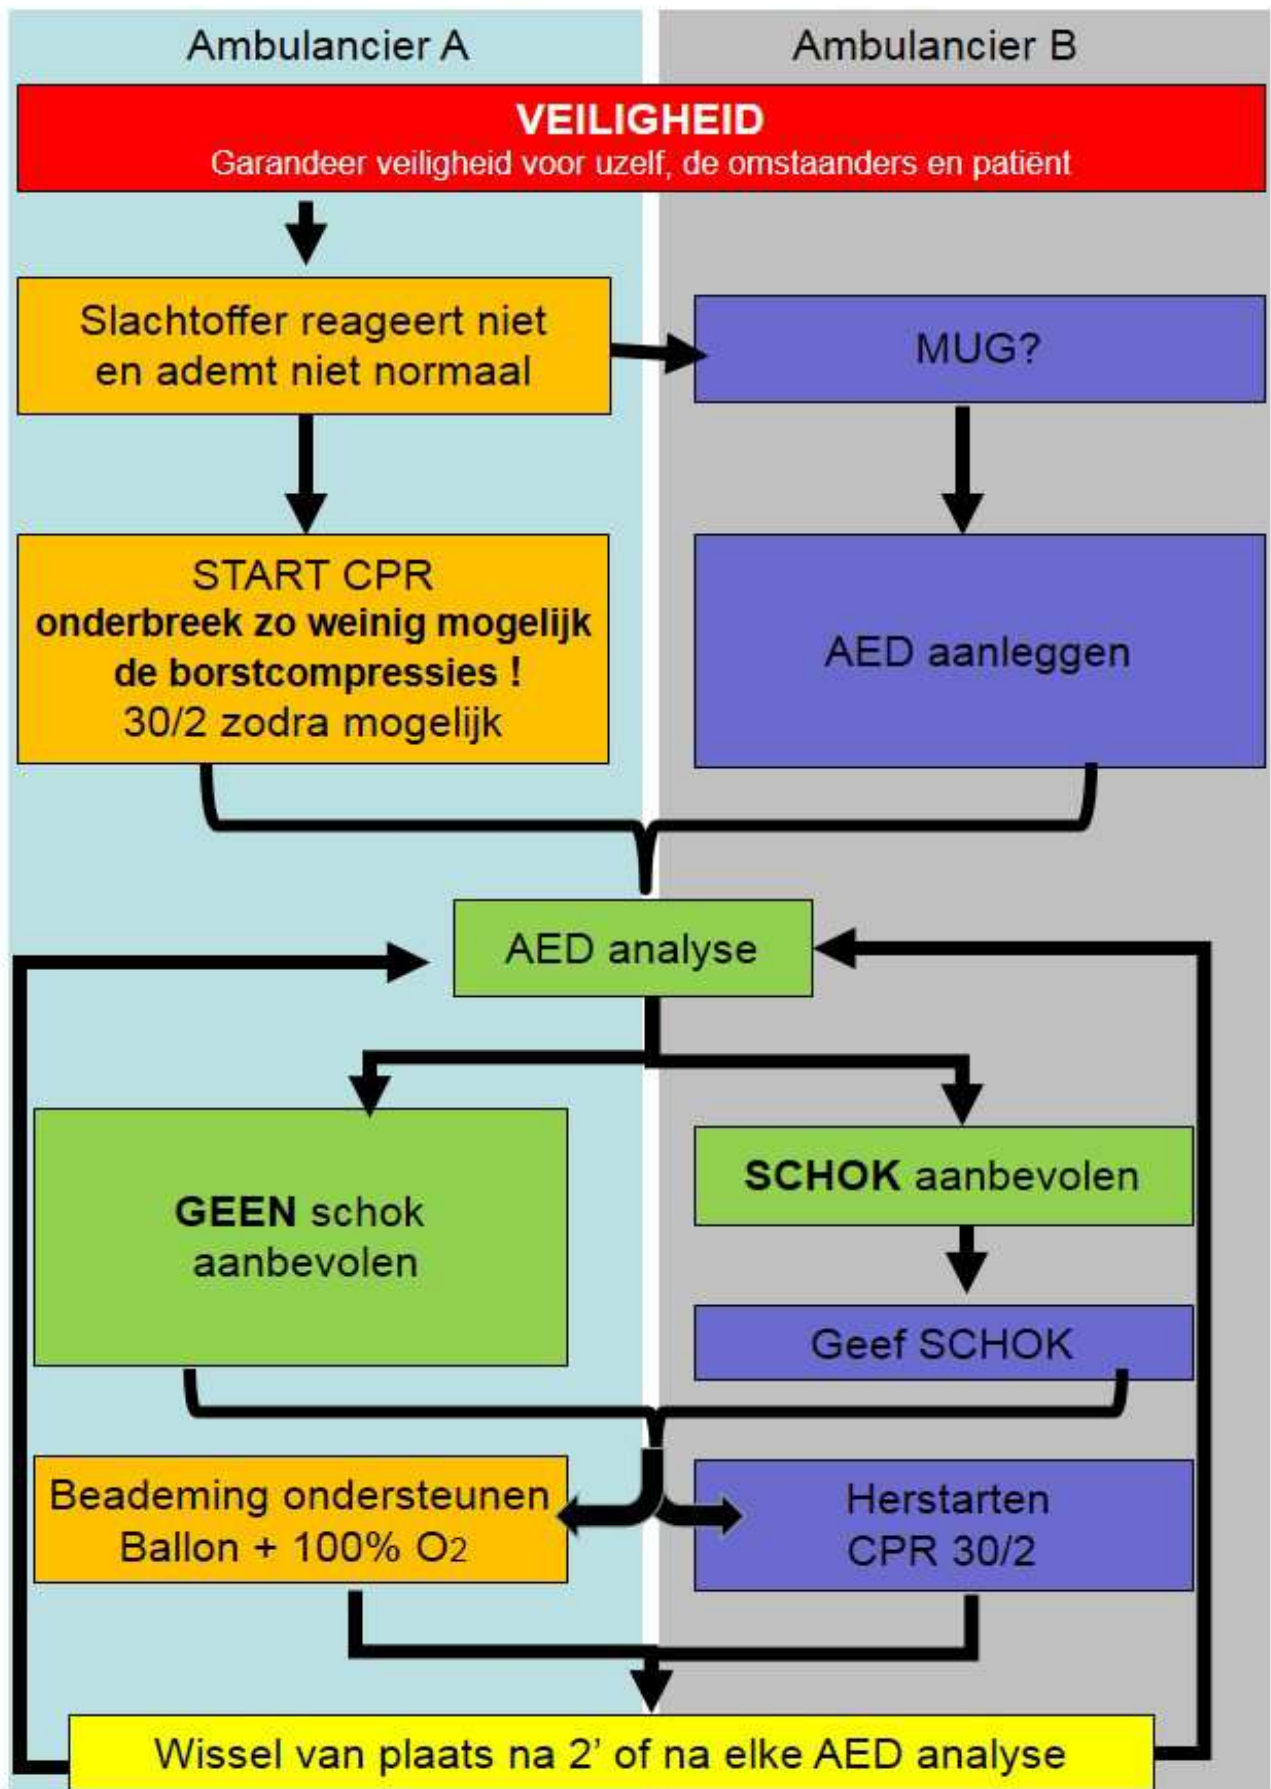 Ambulancier A
Ambulancier B
VEILIGHEID
Garandeer veiligheid voor uzelf, de omstaanders en patiënt
Slachtoffer reageert niet
en ademt niet normaal
MUG?
START CPR
onderbreek zo weinig mogelijk
de borstcompressies !
30/2 zodra mogelijk
AED aanleggen
AED analyse
GEEN schok
aanbevolen
SCHOK aanbevolen
Geef SCHOK
Beademing ondersteunen
Ballon + 100% O2
Herstarten
CPR 30/2
Wissel van plaats na 2’ of na elke AED analyse